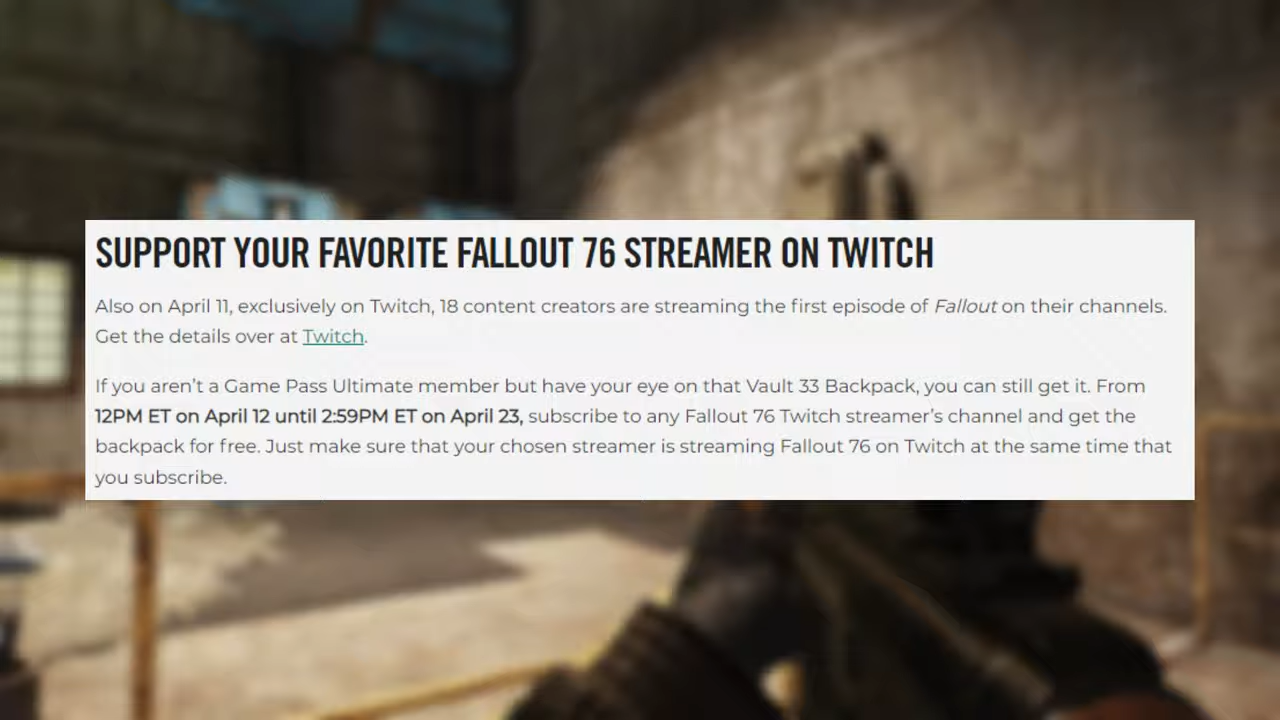 SUPPORT YOUR FAVORITE FALLOUT 76 STREAMER ON TWITCH
Also on April 11, exclusively on Twitch, 18 content creators are streaming the first episode of Fallout on their channels.
Get the details over at Twitch.
If you aren’t a Game Pass Ultimate member but have your eye on that Vault 33 Backpack, you can still get it. From
12PM ET on April 12 until 2:59PM ET on April 23, subscribe to any Fallout 76 Twitch streamer’s channel and get the
backpack for free. Just make sure that your chosen streamer is streaming Fallout 76 on Twitch at the same time that
you subscribe.